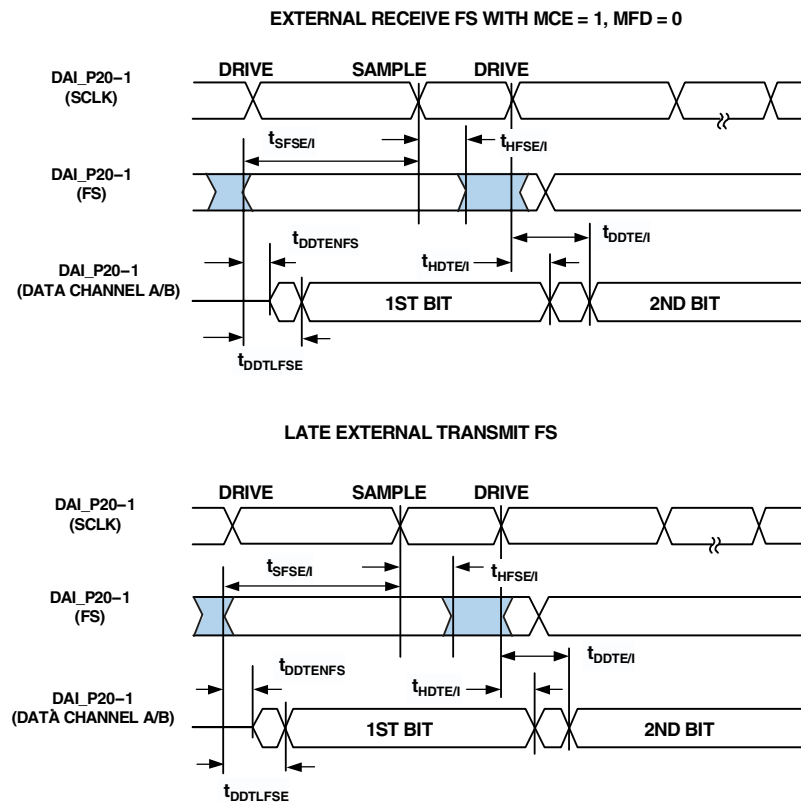 EXTERNAL RECEIVE FS WITH MCE = 1, MFD = 0
DAI_P20–1
(SCLK)
DRIVE SAMPLE DRIVE
tSFSE/I tHFSE/I
DAI_P20–1
(FS)
tDDTENFS tHDTE/I tDDTE/I
DAI_P20–1
(DATA CHANNEL A/B)
1ST BIT 2ND BIT
tDDTLFSE
LATE EXTERNAL TRANSMIT FS
DAI_P20–1
(SCLK)
DRIVE SAMPLE DRIVE
tSFSE/I tHFSE/I
DAI_P20–1
(FS)
tDDTENFS tHDTE/I tDDTE/I
DAI_P20–1
(DATA CHANNEL A/B)
1ST BIT 2ND BIT
tDDTLFSE